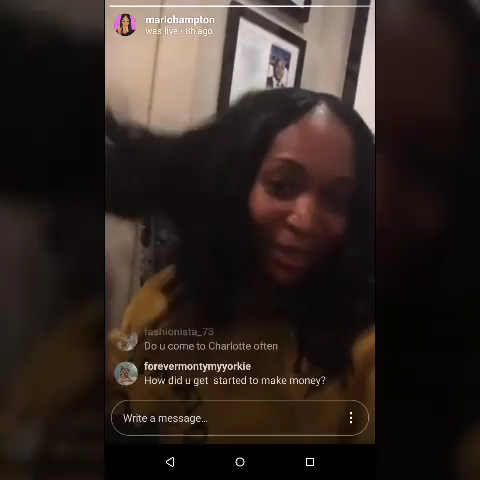 marlohampton
was live • 8h ago
fashionista_73
Do u come to Charlotte often
forevermontymyyorkie
How did u get started to make money?
Write a message...